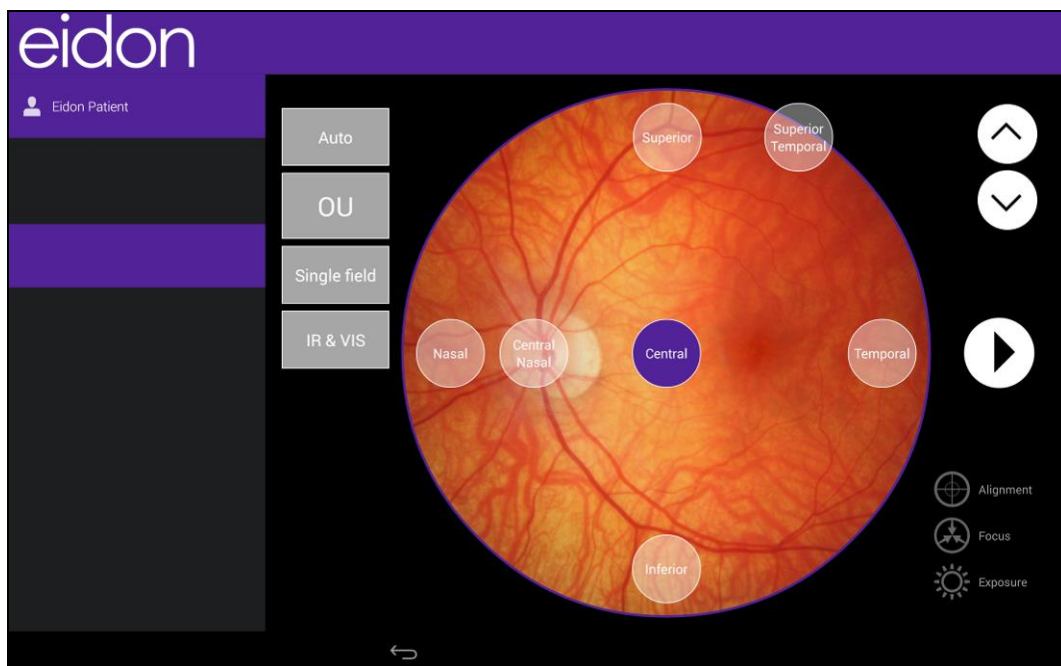 eidon
Eidon Patient
Auto
OU
Single field
IR & VIS
Superior
Superior
Temporal
Nasal
Central
Nasal
Central
Temporal
Inferior
Alignment
Focus
Exposure